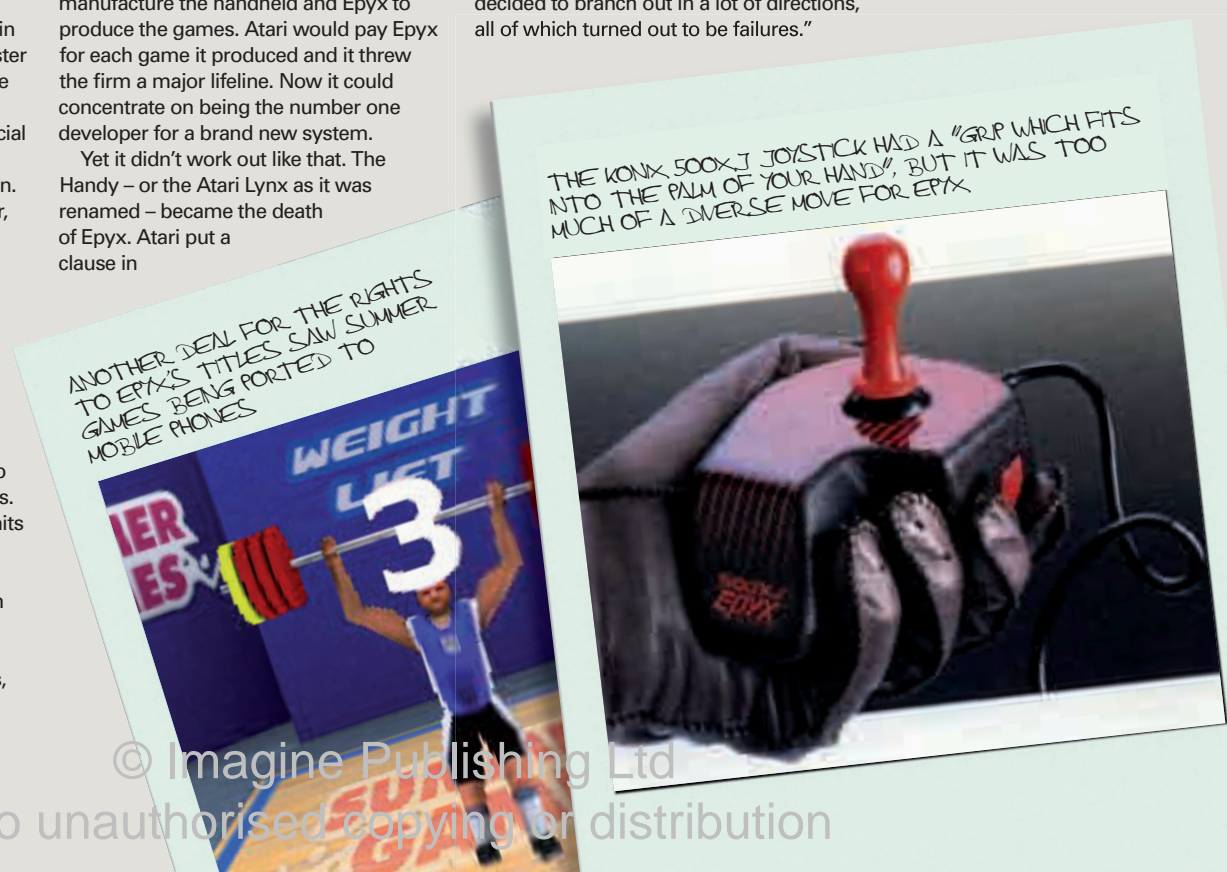 manufacture the handheld and Epyx to
produce the games. Atari would pay Epyx
for each game it produced and it threw
the firm a major lifeline. Now it could
concentrate on being the number one
developer for a brand new system.
Yet it didn't work out like that. The
Handy – or the Atari Lynx as it was
renamed – became the death
of Epyx. Atari put a
clause in
decided to branch out in a lot of directions,
all of which turned out to be failures."
THE KONIX 500XJ JOYSTICK HAD A "GRIP WHICH FITS
INTO THE PALM OF YOUR HAND", BUT IT WAS TOO
MUCH OF A DIVERSE MOVE FOR EPYX
ANOTHER DEAL FOR THE RIGHTS
TO EPYX'S TITLES SAW SUMMER
GAMES BEING PORTED TO
MOBILE PHONES
WEIGHT
LIFT
3
EPYX
© Imagine Publishing Ltd
unauthorised copying or distribution